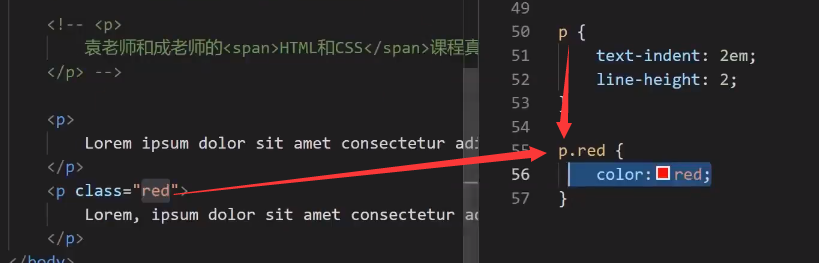 <!-- <p>
袁老师和成老师的<span>HTML和CSS</span>课程真
</p> -->
<p>
Lorem ipsum dolor sit amet consectetur adi
</p>
<p class="red">
Lorem, ipsum dolor sit amet consectetur ad
</p>
</body>
49
50 p {
51 text-indent: 2em;
52 line-height: 2;
53 }
54
55 p.red {
56 color: red;
57 }